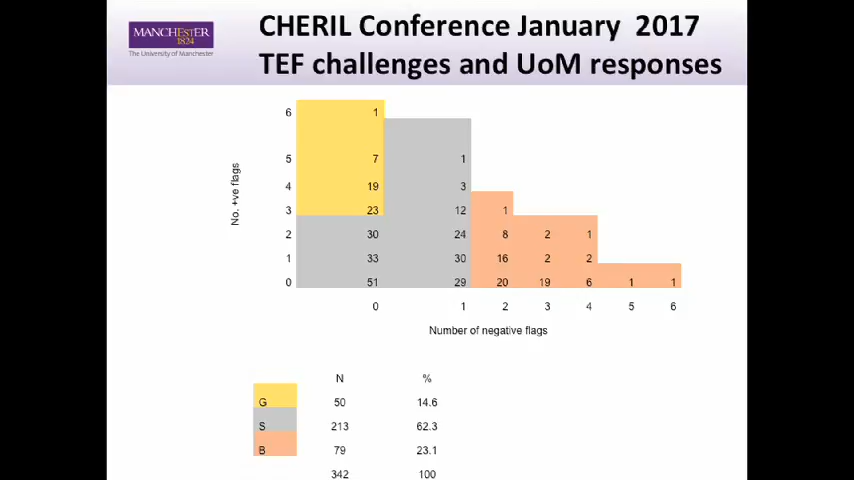 MANCHESTER
1824
The University of Manchester
CHERIL Conference January 2017
TEF challenges and UoM responses
No. +ve flags
6 1
5 7 1
4 19 3
3 23 12 1
2 30 24 8 2 1
1 33 30 16 2 2
0 51 29 20 19 6 1 1
0 1 2 3 4 5 6
Number of negative flags
N %
G 50 14.6
S 213 62.3
B 79 23.1
342 100